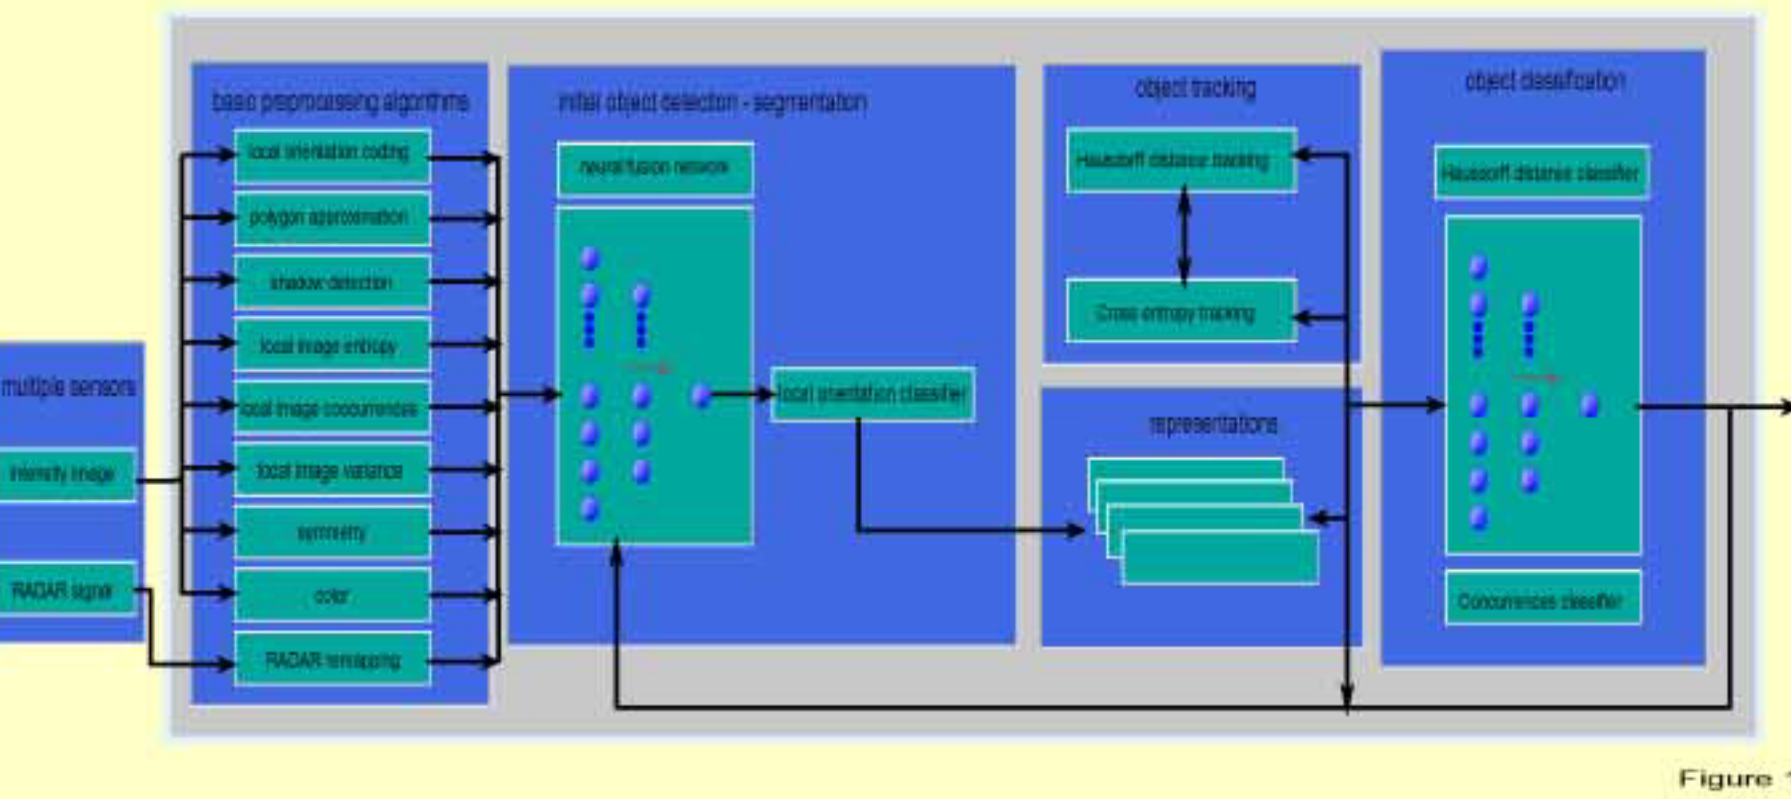 multiple sensors
intensity image
RADAR signal
basic preprocessing algorithms
local orientation coding
polygon approximation
shadow detection
local image entropy
local image cooccurrences
local image variance
symmetry
color
RADAR remapping
initial object detection - segmentation
neural fusion network
local orientation classifier
object tracking
Hausdorff distance tracking
Cross entropy tracking
representations
object classification
Hausdorff distance classifier
Concurrences classifier
Figure